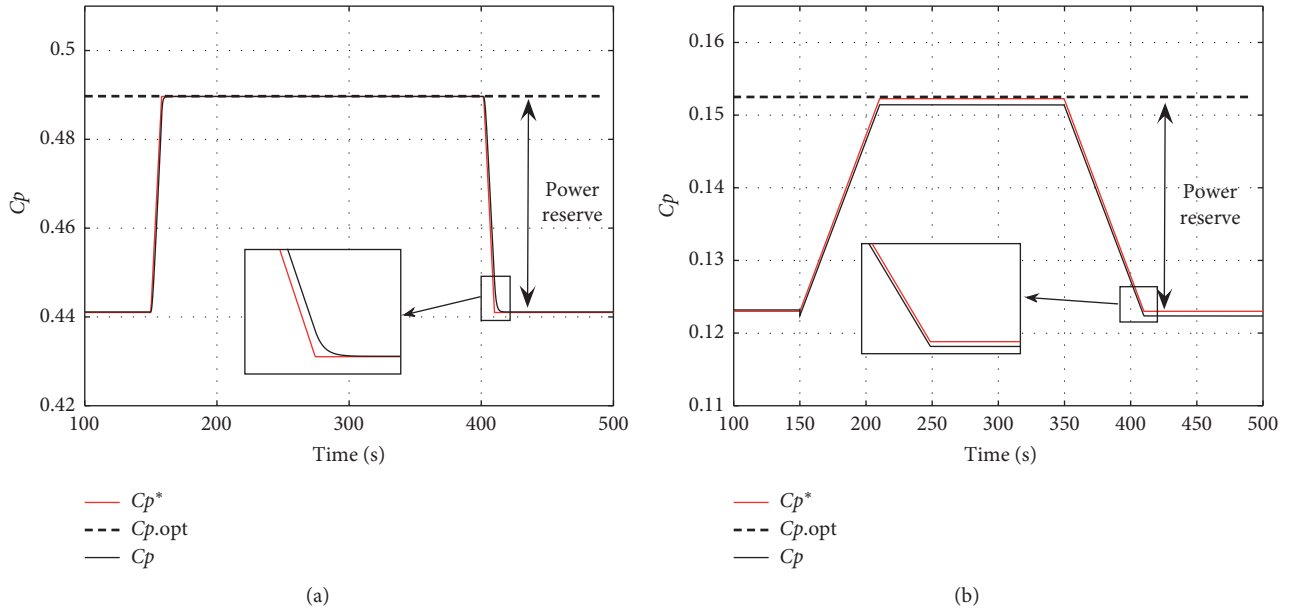 0.5
0.48
0.46
0.44
0.42
Cp
100
200
300
400
500
Time (s)
Power
reserve
Cp*
Cp.opt
Cp
(a)
0.16
0.15
0.14
0.13
0.12
0.11
Cp
100
150
200
250
300
350
400
450
500
Time (s)
Power
reserve
Cp*
Cp.opt
Cp
(b)